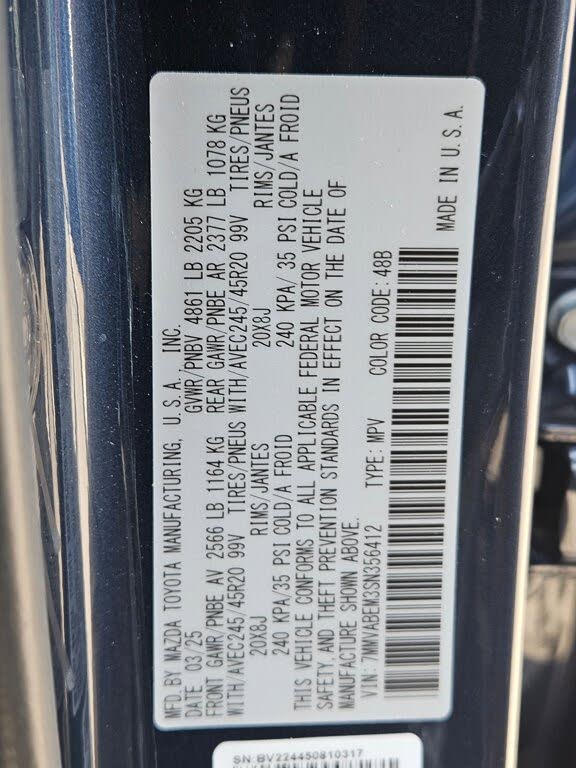 MFD. BY MAZDA TOYOTA MANUFACTURING, U.S.A. INC.
DATE 03/25 GVWR/PNBV 4861 LB 2205 KG
FRONT GAWR/PNBE AV 2566 LB 1164 KG REAR GAWR/PNBE AR 2377 LB 1078 KG
WITH/AVEC245/45R20 99V TIRES/PNEUS WITH/AVEC245/45R20 99V TIRES/PNEUS
20X8J RIMS/JANTES 20X8J RIMS/JANTES
240 KPA/35 PSI COLD/A FROID 240 KPA/35 PSI COLD/A FROID
THIS VEHICLE CONFORMS TO ALL APPLICABLE FEDERAL MOTOR VEHICLE
SAFETY, AND THEFT PREVENTION STANDARDS IN EFFECT ON THE DATE OF
MANUFACTURE SHOWN ABOVE.
VIN: 7MMVABEM3SN356412 TYPE: MPV COLOR CODE: 48B
MADE IN U.S.A.
SN:BV224450810317